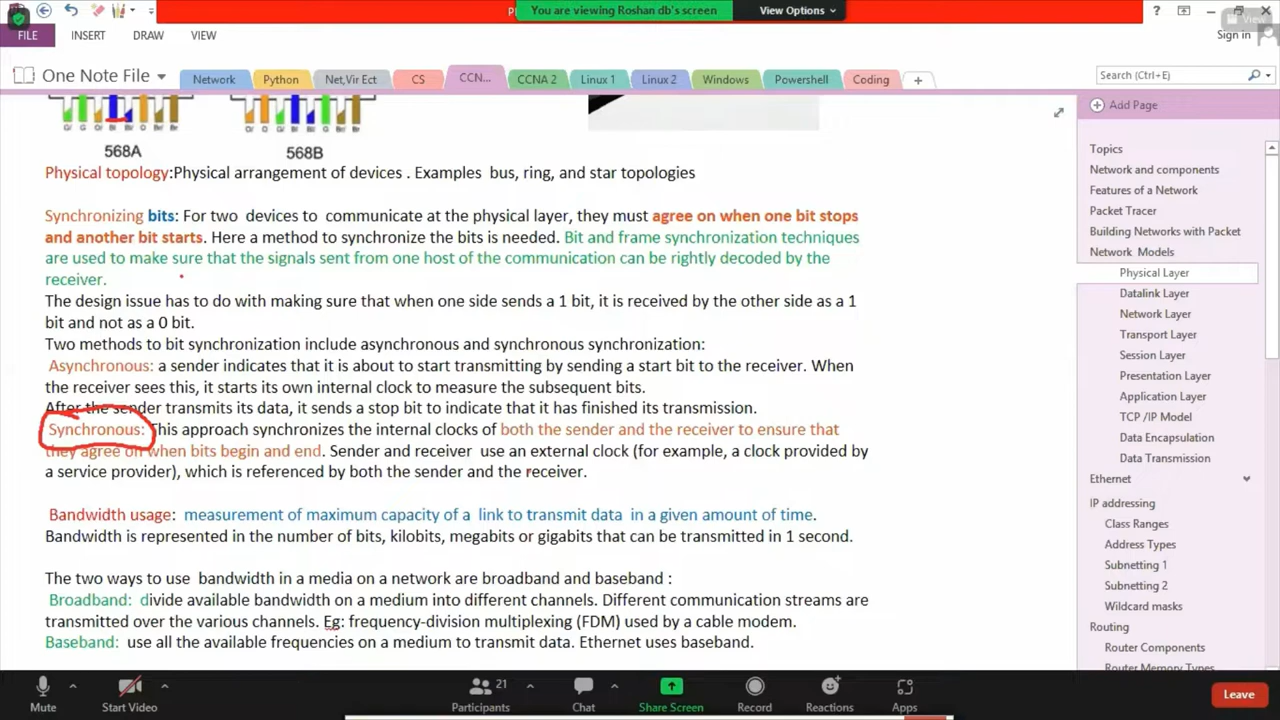 You are viewing Roshan db's screen
View Options
View
Sign in
FILE INSERT DRAW VIEW
One Note File
Network Python Net,Vir Ect CS CCN... CCNA 2 Linux 1 Linux 2 Windows Powershell Coding
Search (Ctrl+E)
Add Page
568A 568B
Physical topology:Physical arrangement of devices . Examples bus, ring, and star topologies
Synchronizing bits: For two devices to communicate at the physical layer, they must agree on when one bit stops
and another bit starts. Here a method to synchronize the bits is needed. Bit and frame synchronization techniques
are used to make sure that the signals sent from one host of the communication can be rightly decoded by the
receiver.
The design issue has to do with making sure that when one side sends a 1 bit, it is received by the other side as a 1
bit and not as a 0 bit.
Two methods to bit synchronization include asynchronous and synchronous synchronization:
Asynchronous: a sender indicates that it is about to start transmitting by sending a start bit to the receiver. When
the receiver sees this, it starts its own internal clock to measure the subsequent bits.
After the sender transmits its data, it sends a stop bit to indicate that it has finished its transmission.
Synchronous: This approach synchronizes the internal clocks of both the sender and the receiver to ensure that
they agree on when bits begin and end. Sender and receiver use an external clock (for example, a clock provided by
a service provider), which is referenced by both the sender and the receiver.
Bandwidth usage: measurement of maximum capacity of a link to transmit data in a given amount of time.
Bandwidth is represented in the number of bits, kilobits, megabits or gigabits that can be transmitted in 1 second.
The two ways to use bandwidth in a media on a network are broadband and baseband :
Broadband: divide available bandwidth on a medium into different channels. Different communication streams are
transmitted over the various channels. Eg: frequency-division multiplexing (FDM) used by a cable modem.
Baseband: use all the available frequencies on a medium to transmit data. Ethernet uses baseband.
Topics
Network and components
Features of a Network
Packet Tracer
Building Networks with Packet
Network Models
Physical Layer
Datalink Layer
Network Layer
Transport Layer
Session Layer
Presentation Layer
Application Layer
TCP /IP Model
Data Encapsulation
Data Transmission
Ethernet
IP addressing
Class Ranges
Address Types
Subnetting 1
Subnetting 2
Wildcard masks
Routing
Router Components
Router Memory Types
Mute
Start Video
21
Participants
Chat
Share Screen
Record
Reactions
Apps
Leave